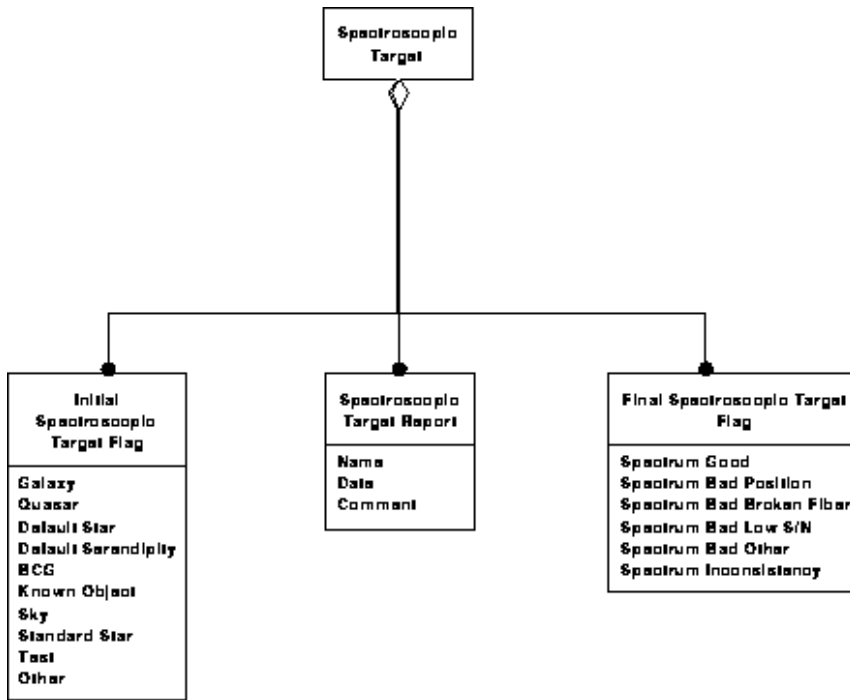 Spectroscopic
Target
Initial
Spectroscopic
Target Flag
Galaxy
Quasar
Default Star
Default Serendipity
BCG
Known Object
Sky
Standard Star
Test
Other
Spectroscopic
Target Report
Name
Date
Comment
Final Spectroscopic Target
Flag
Spectrum Good
Spectrum Bad Position
Spectrum Bad Broken Fiber
Spectrum Bad Low S/N
Spectrum Bad Other
Spectrum Inconsistency